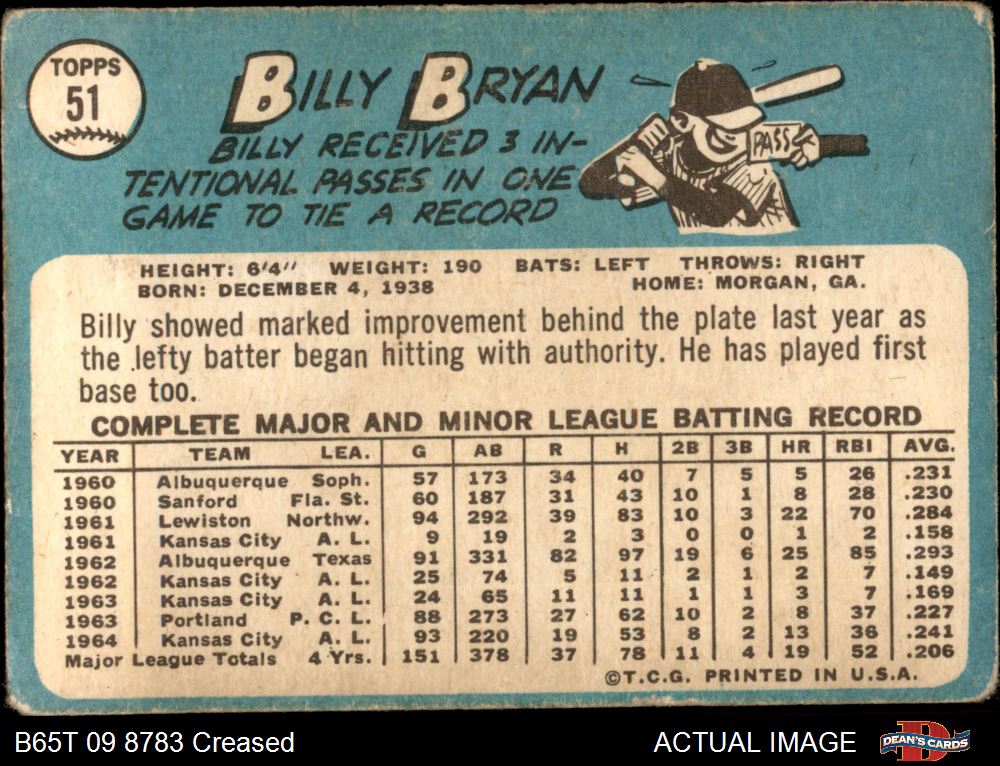 TOPPS
51
BILLY BRYAN
BILLY RECEIVED 3 IN-
TENTIONAL PASSES IN ONE
GAME TO TIE A RECORD
PASS
HEIGHT: 6'4" WEIGHT: 190 BATS: LEFT THROWS: RIGHT
BORN: DECEMBER 4, 1938 HOME: MORGAN, GA.
Billy showed marked improvement behind the plate last year as
the lefty batter began hitting with authority. He has played first
base too.
COMPLETE MAJOR AND MINOR LEAGUE BATTING RECORD
YEAR TEAM LEA. G AB R H 2B 3B HR RBI AVG.
1960 Albuquerque Soph. 57 173 34 40 7 5 5 26 .231
1960 Sanford Fla. St. 60 187 31 43 10 1 8 28 .230
1961 Lewiston Northw. 94 292 39 83 10 3 22 70 .284
1961 Kansas City A. L. 9 19 2 3 0 0 1 2 .158
1962 Albuquerque Texas 91 331 82 97 19 6 25 85 .293
1962 Kansas City A. L. 25 74 5 11 2 1 2 7 .149
1963 Kansas City A. L. 24 65 11 11 1 1 3 7 .169
1963 Portland P. C. L. 88 273 27 62 10 2 8 37 .227
1964 Kansas City A. L. 93 220 19 53 8 2 13 36 .241
Major League Totals 4 Yrs. 151 378 37 78 11 4 19 52 .206
©T.C.G. PRINTED IN U.S.A.
B65T 09 8783 Creased ACTUAL IMAGE
D
DEAN'S CARDS